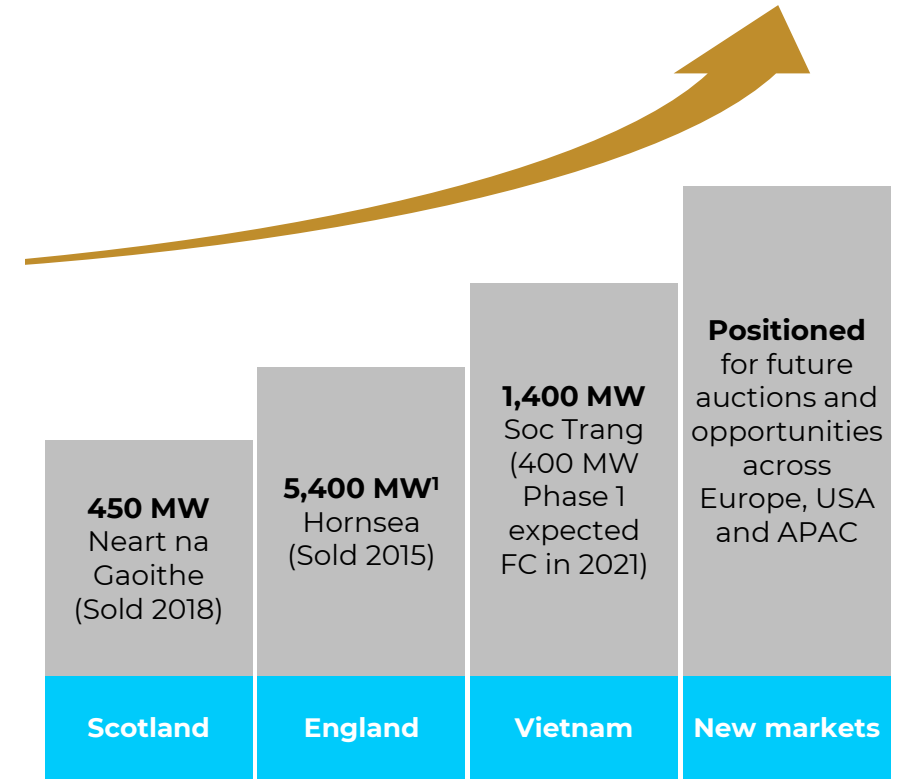 450 MW
Neart na
Gaoithe
(Sold 2018)
5,400 MW¹
Hornsea
(Sold 2015)
1,400 MW
Soc Trang
(400 MW
Phase 1
expected
FC in 2021)
Positioned
for future
auctions and
opportunities
across
Europe, USA
and APAC
Scotland
England
Vietnam
New markets